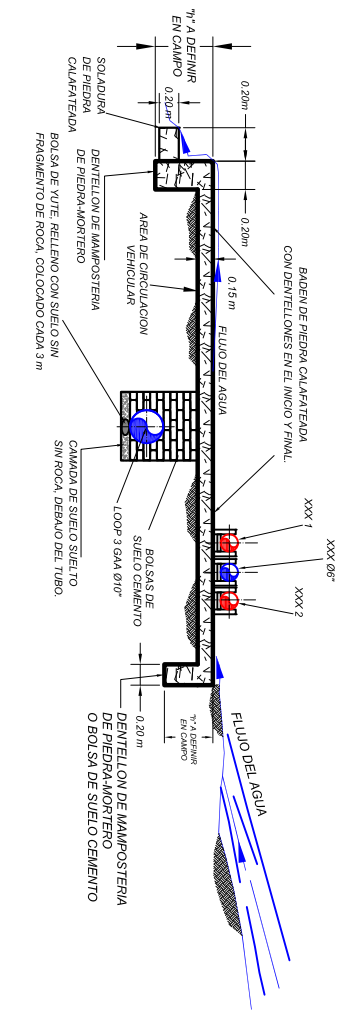 "h" A DEFINIR
EN CAMPO
0.20m
0.20m
0.20m
SOLADURA
DE PIEDRA
CALAFATEADA
DENTELLON DE MAMPOSTERIA
DE PIEDRA-MORTERO
BOLSA DE YUTE, RELLENO CON SUELO SIN
FRAGMENTO DE ROCA, COLOCADO CADA 3 m
BADEN DE PIEDRA CALAFATEADA
CON DENTELLONES EN EL INICIO Y FINAL.
0.15 m
FLUJO DEL AGUA
AREA DE CIRCULACION
VEHICULAR
CAMADA DE SUELO SUELTO
SIN ROCA, DEBAJO DEL TUBO.
LOOP 3 GAA Ø10"
BOLSAS DE
SUELO CEMENTO
XXX 1
XXX Ø6"
XXX 2
0.20 m
"h" A DEFINIR
EN CAMPO
DENTELLON DE MAMPOSTERIA
DE PIEDRA-MORTERO
O BOLSA DE SUELO CEMENTO
FLUJO DEL AGUA